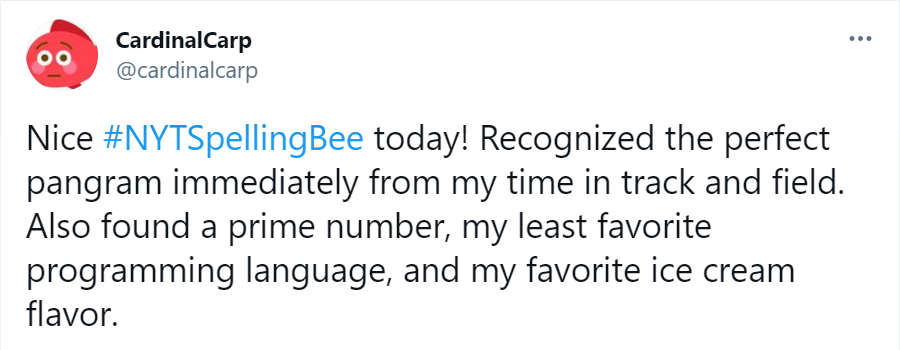 CardinalCarp
@cardinalcarp
Nice #NYTSpellingBee today! Recognized the perfect
pangram immediately from my time in track and field.
Also found a prime number, my least favorite
programming language, and my favorite ice cream
flavor.